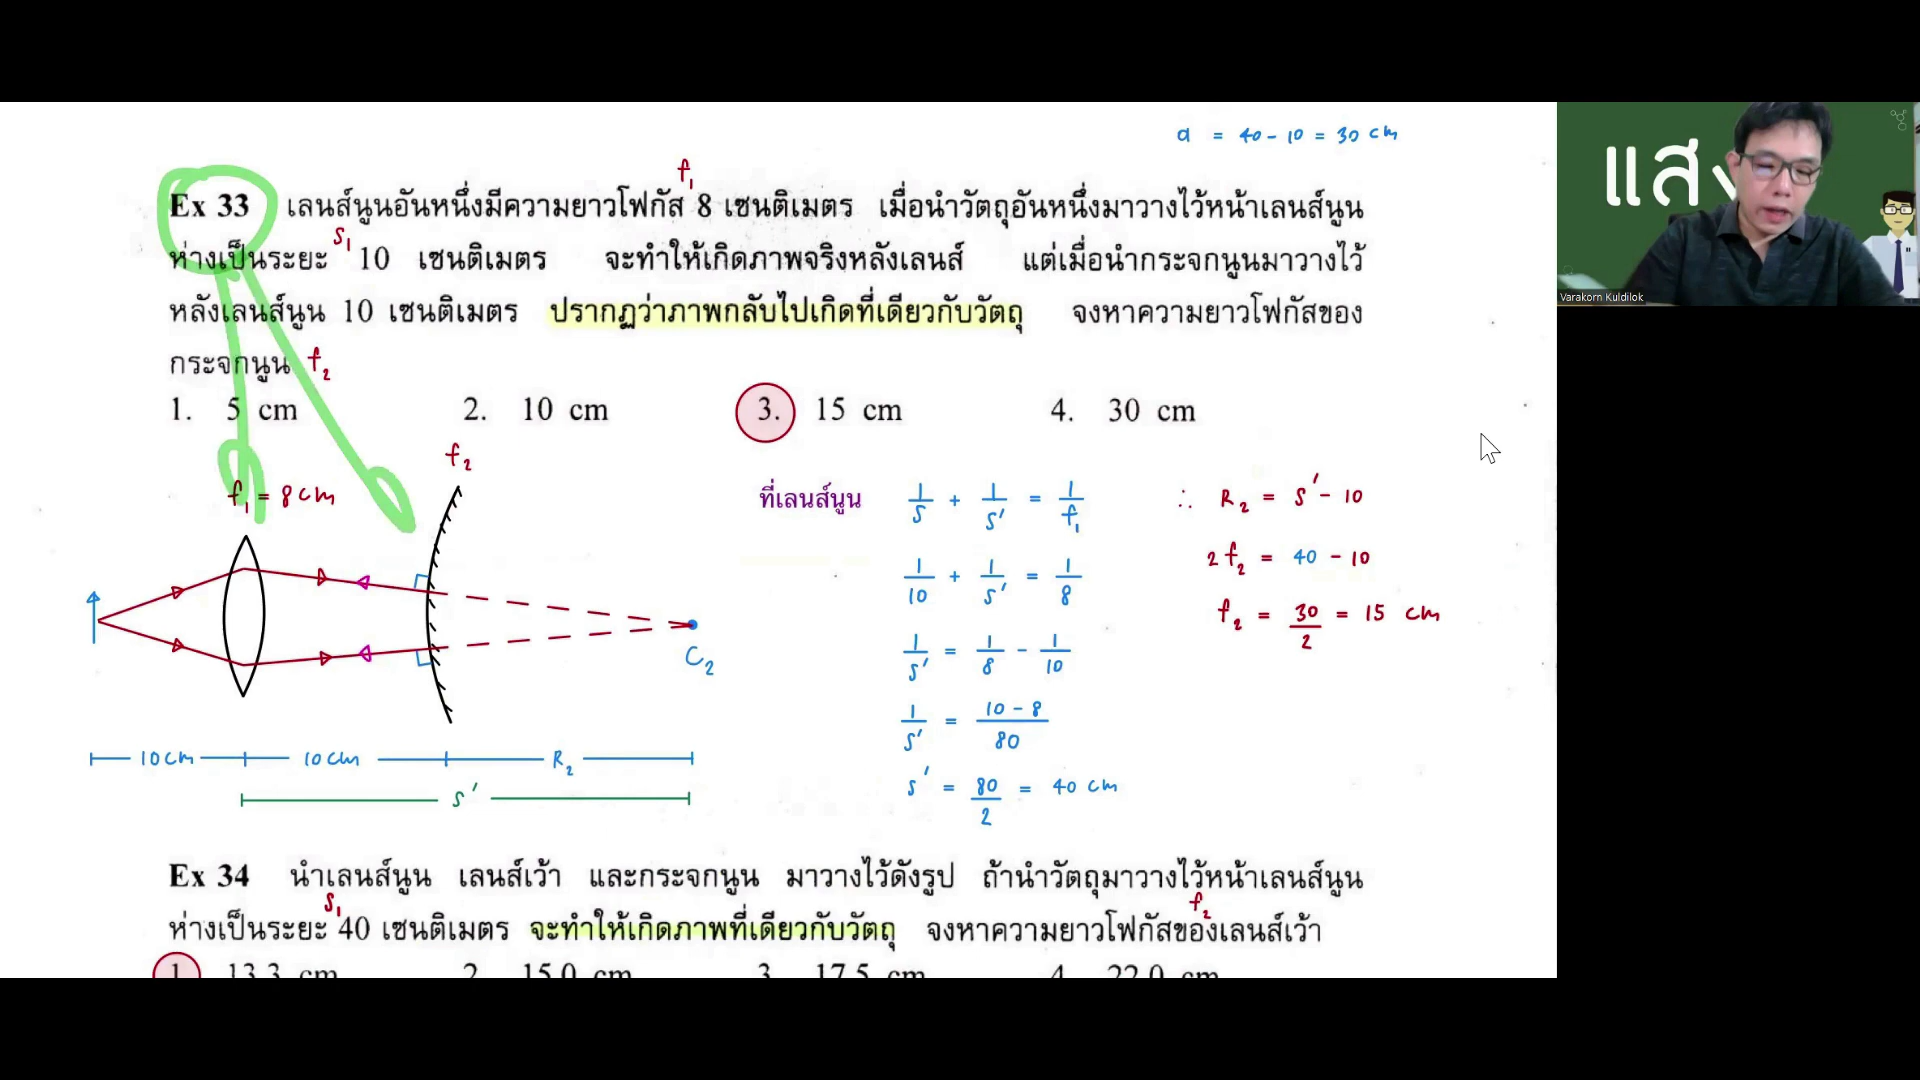 a = 40 - 10 = 30 cm
f₁
Ex 33 เลนส์นูนอันหนึ่งมีความยาวโฟกัส 8 เซนติเมตร เมื่อนำวัตถุอันหนึ่งมาวางไว้หน้าเลนส์นูน
s₁
ห่างเป็นระยะ 10 เซนติเมตร จะทำให้เกิดภาพจริงหลังเลนส์ แต่เมื่อนำกระจกนูนมาวางไว้
หลังเลนส์นูน 10 เซนติเมตร ปรากฏว่าภาพกลับไปเกิดที่เดียวกับวัตถุ จงหาความยาวโฟกัสของ
กระจกนูน f₂
1. 5 cm 2. 10 cm 3. 15 cm 4. 30 cm
f₂
f₁ = 8 cm
C₂
10 cm 10 cm R₂
s'
ที่เลนส์นูน 1/s + 1/s' = 1/f₁
1/10 + 1/s' = 1/8
1/s' = 1/8 - 1/10
1/s' = (10 - 8)/80
s' = 80/2 = 40 cm
∴ R₂ = s' - 10
2f₂ = 40 - 10
f₂ = 30/2 = 15 cm
Ex 34 นำเลนส์นูน เลนส์เว้า และกระจกนูน มาวางไว้ดังรูป ถ้านำวัตถุมาวางไว้หน้าเลนส์นูน
s₁ f₂
ห่างเป็นระยะ 40 เซนติเมตร จะทำให้เกิดภาพที่เดียวกับวัตถุ จงหาความยาวโฟกัสของเลนส์เว้า
1. 13.3 cm 2. 15.0 cm 3. 17.5 cm 4. 22.0 cm
แส
Varakorn Kuldilok